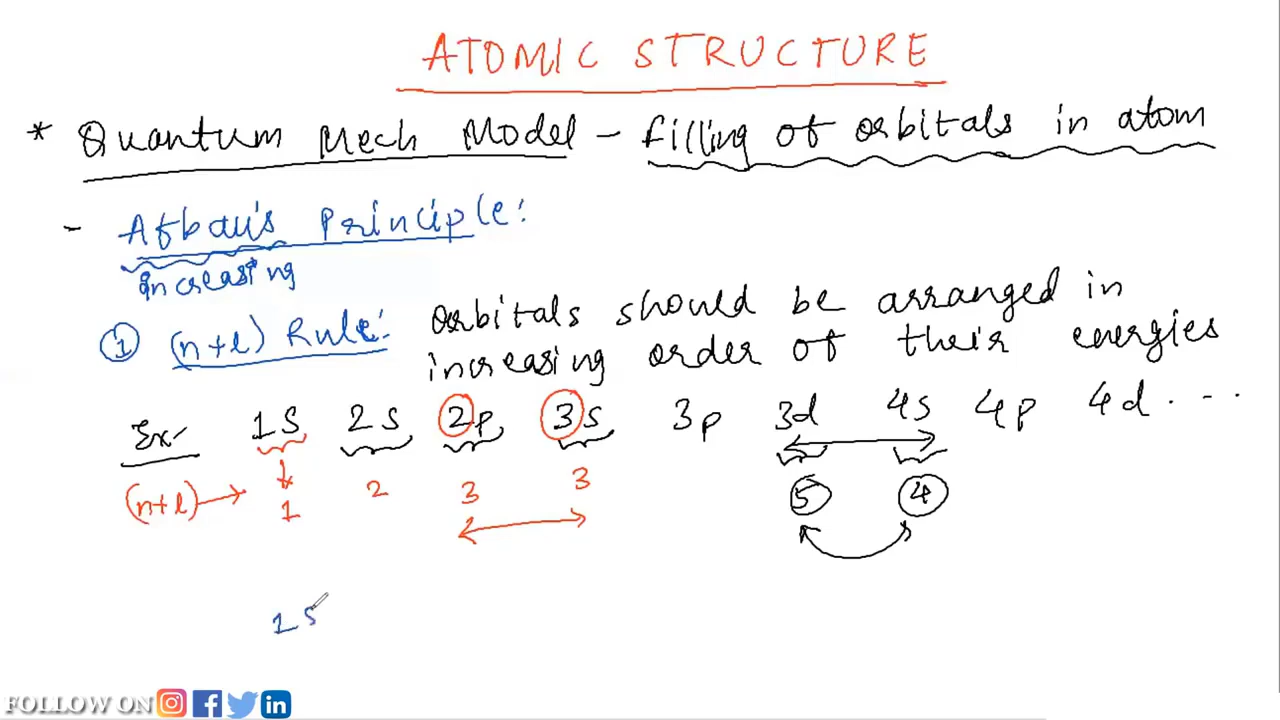 ATOMIC STRUCTURE
* Quantum Mech Model - filling of orbitals in atom
- Afbau's Principle:
increasing
① (n+l) Rule: orbitals should be arranged in
increasing order of their energies
Ex:- 1S 2S 2p 3S 3p 3d 4S 4p 4d ...
(n+l) → 1 2 3 3 5 4
1 S
FOLLOW ON